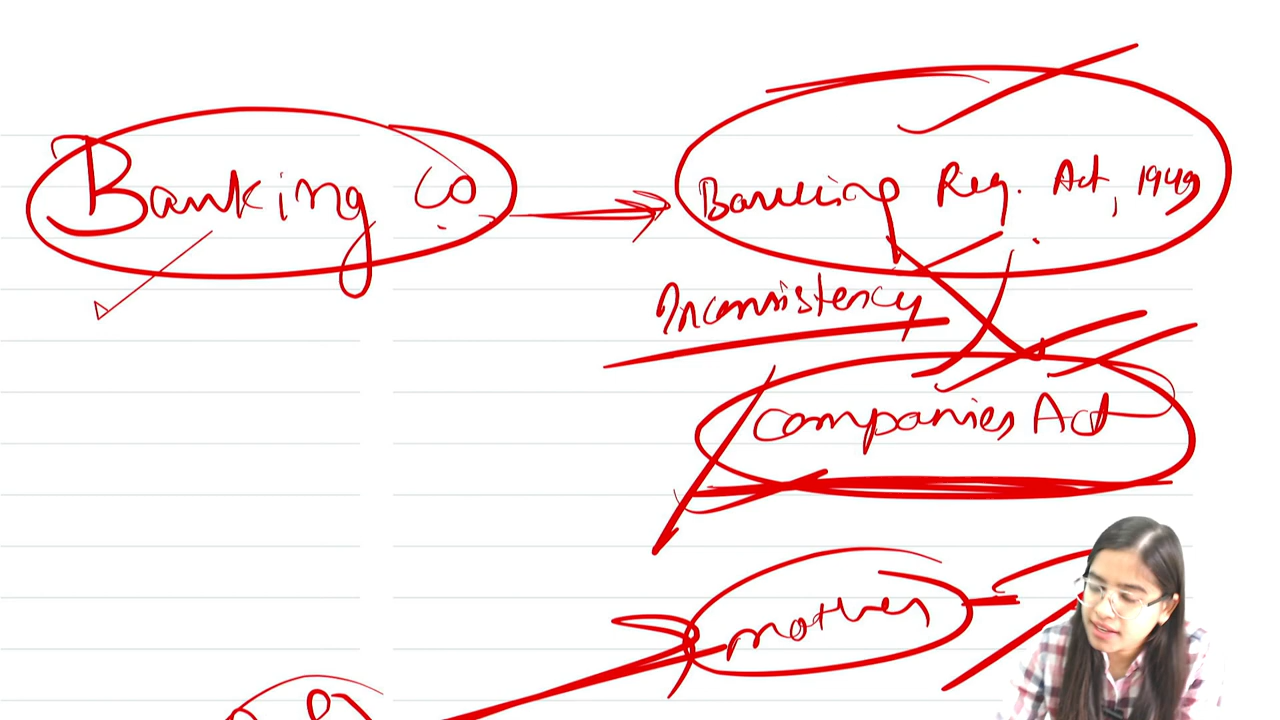 Banking Co.
Banking Reg. Act, 1949
Inconsistency
Companies Act
mother